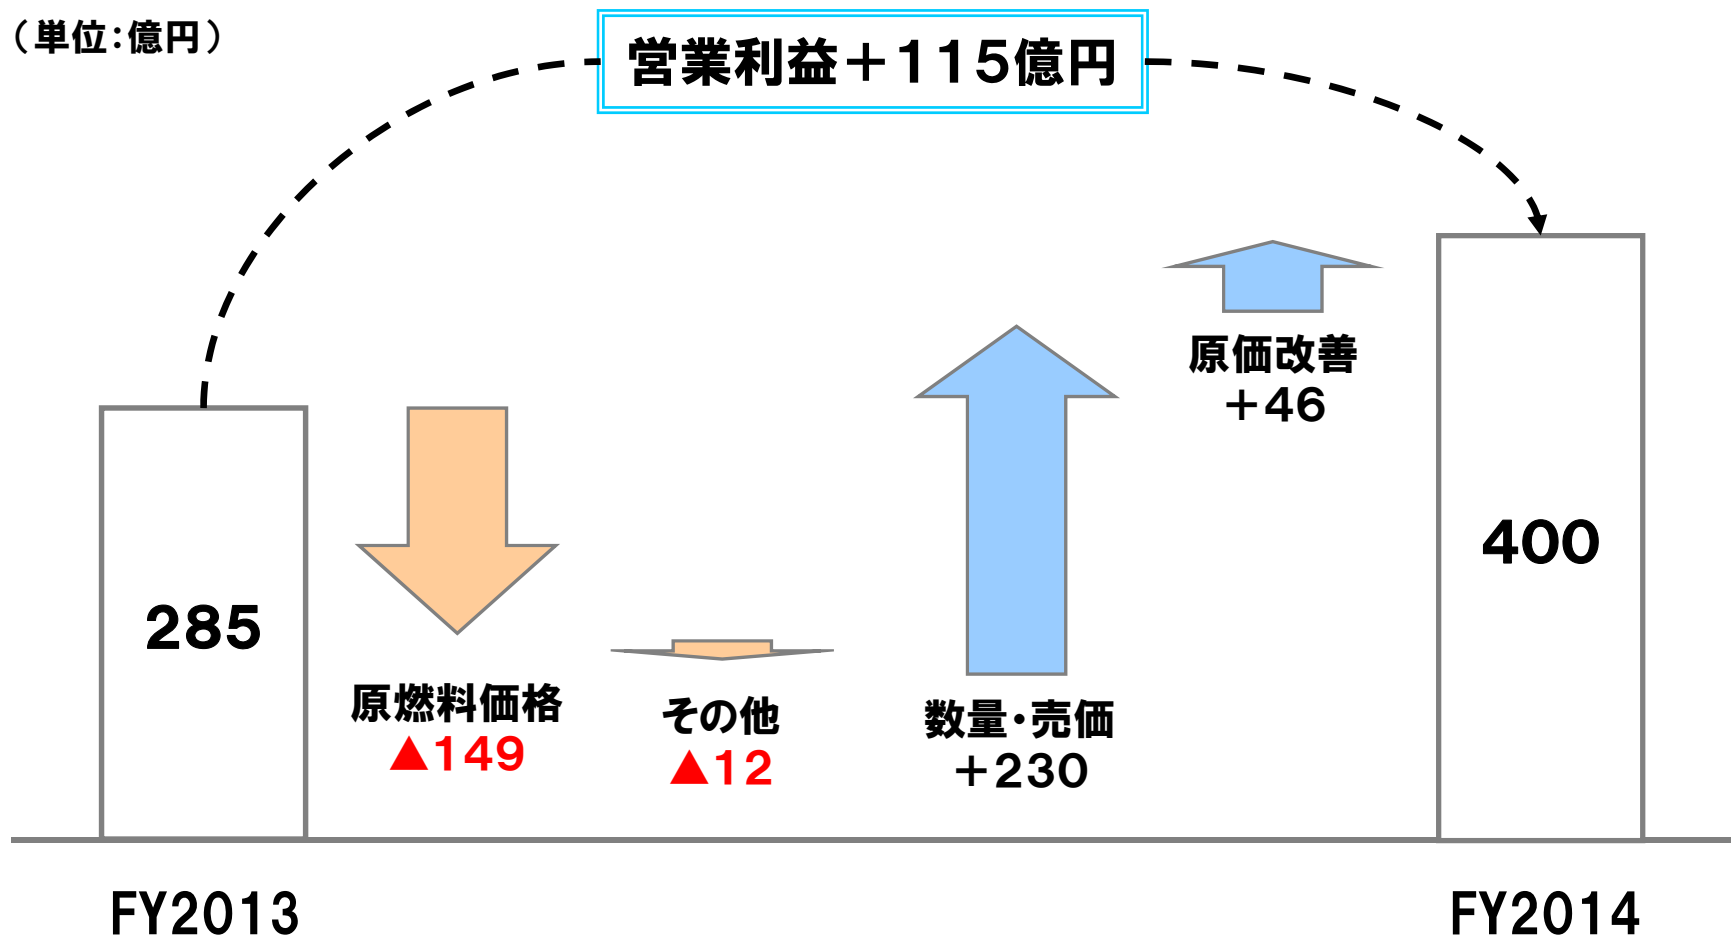 （単位：億円）
営業利益＋１１５億円
原価改善
＋４６
285
400
原燃料価格
▲１４９
その他
▲１２
数量・売価
＋２３０
FY2013
FY2014